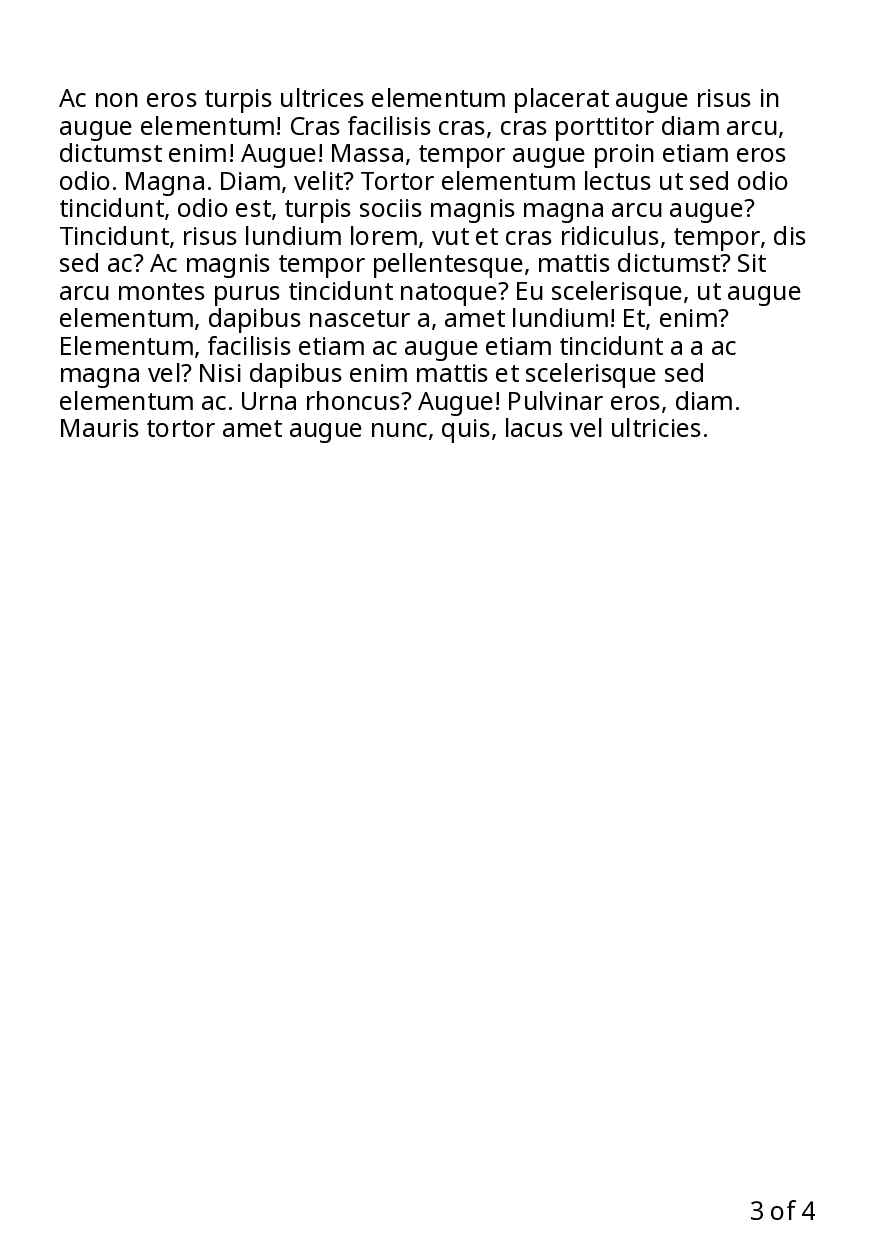 Ac non eros turpis ultrices elementum placerat augue risus in
augue elementum! Cras facilisis cras, cras porttitor diam arcu,
dictumst enim! Augue! Massa, tempor augue proin etiam eros
odio. Magna. Diam, velit? Tortor elementum lectus ut sed odio
tincidunt, odio est, turpis sociis magnis magna arcu augue?
Tincidunt, risus lundium lorem, vut et cras ridiculus, tempor, dis
sed ac? Ac magnis tempor pellentesque, mattis dictumst? Sit
arcu montes purus tincidunt natoque? Eu scelerisque, ut augue
elementum, dapibus nascetur a, amet lundium! Et, enim?
Elementum, facilisis etiam ac augue etiam tincidunt a a ac
magna vel? Nisi dapibus enim mattis et scelerisque sed
elementum ac. Urna rhoncus? Augue! Pulvinar eros, diam.
Mauris tortor amet augue nunc, quis, lacus vel ultricies.
3 of 4